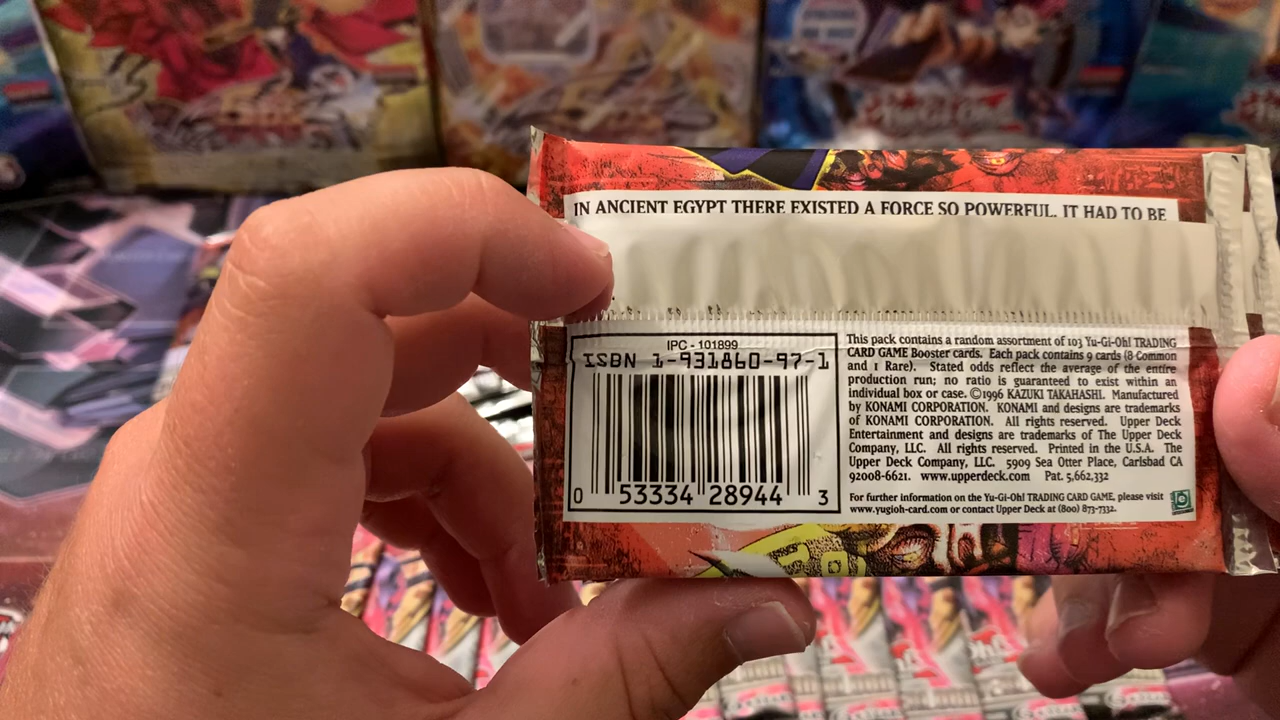 IN ANCIENT EGYPT THERE EXISTED A FORCE SO POWERFUL, IT HAD TO BE
IPC - 101899
ISBN 1-931860-97-1
0 53334 28944 3
This pack contains a random assortment of 103 Yu-Gi-Oh! TRADING
CARD GAME Booster cards. Each pack contains 9 cards (8 Common
and 1 Rare). Stated odds reflect the average of the entire
production run; no ratio is guaranteed to exist within an
individual box or case. ©1996 KAZUKI TAKAHASHI. Manufactured
by KONAMI CORPORATION. KONAMI and designs are trademarks
of KONAMI CORPORATION. All rights reserved. Upper Deck
Entertainment and designs are trademarks of The Upper Deck
Company, LLC. All rights reserved. Printed in the U.S.A. The
Upper Deck Company, LLC. 5909 Sea Otter Place, Carlsbad CA
92008-6621. www.upperdeck.com Pat. 5,662,332
For further information on the Yu-Gi-Oh! TRADING CARD GAME, please visit
www.yugioh-card.com or contact Upper Deck at (800) 873-7332.